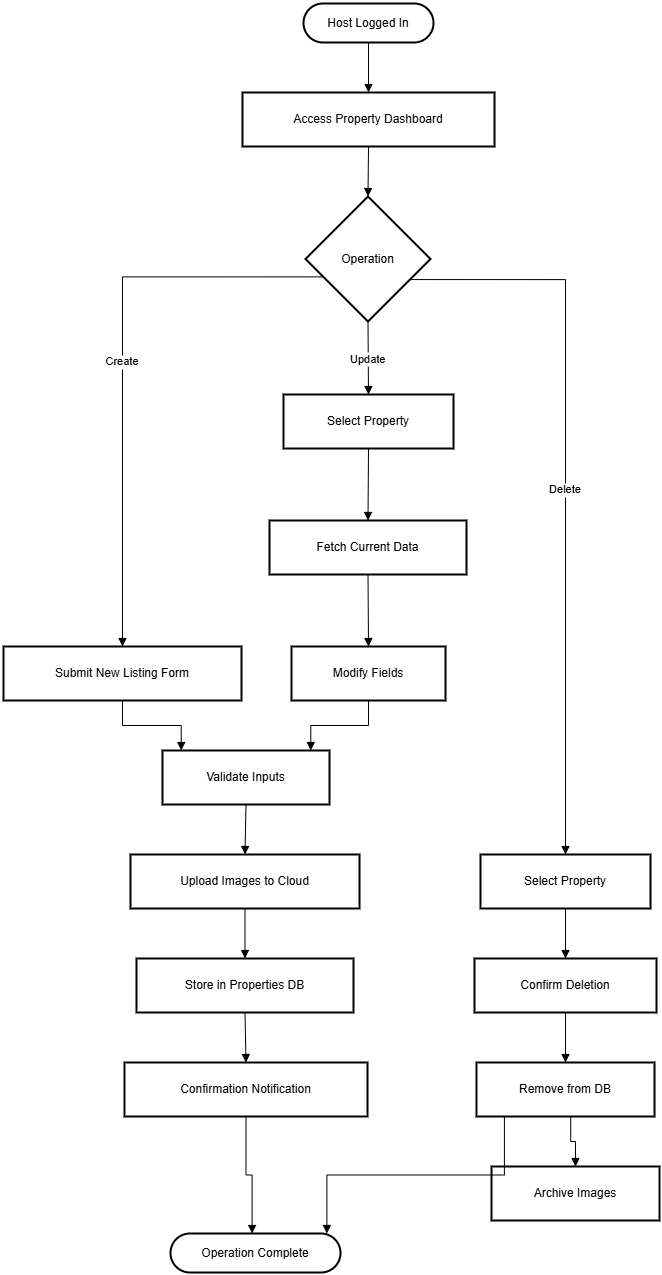 Host Logged In
Access Property Dashboard
Operation
Create
Update
Select Property
Delete
Fetch Current Data
Submit New Listing Form
Modify Fields
Validate Inputs
Upload Images to Cloud
Select Property
Store in Properties DB
Confirm Deletion
Confirmation Notification
Remove from DB
Archive Images
Operation Complete